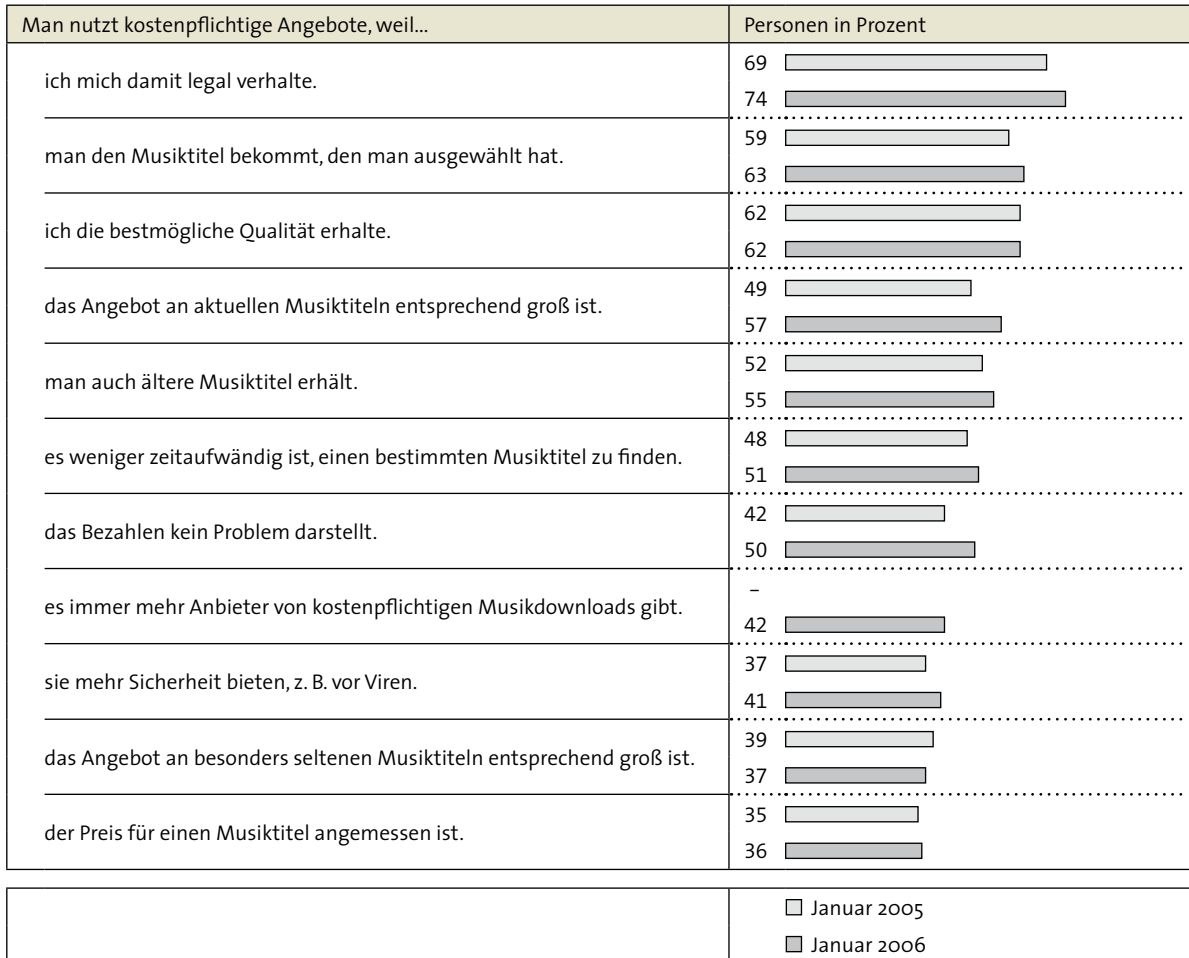 Man nutzt kostenpflichtige Angebote, weil... Personen in Prozent
ich mich damit legal verhalte.
69
74
man den Musiktitel bekommt, den man ausgewählt hat.
59
63
ich die bestmögliche Qualität erhalte.
62
62
das Angebot an aktuellen Musiktiteln entsprechend groß ist.
49
57
man auch ältere Musiktitel erhält.
52
55
es weniger zeitaufwändig ist, einen bestimmten Musiktitel zu finden.
48
51
das Bezahlen kein Problem darstellt.
42
50
es immer mehr Anbieter von kostenpflichtigen Musikdownloads gibt.
–
42
sie mehr Sicherheit bieten, z. B. vor Viren.
37
41
das Angebot an besonders seltenen Musiktiteln entsprechend groß ist.
39
37
der Preis für einen Musiktitel angemessen ist.
35
36
Januar 2005
Januar 2006